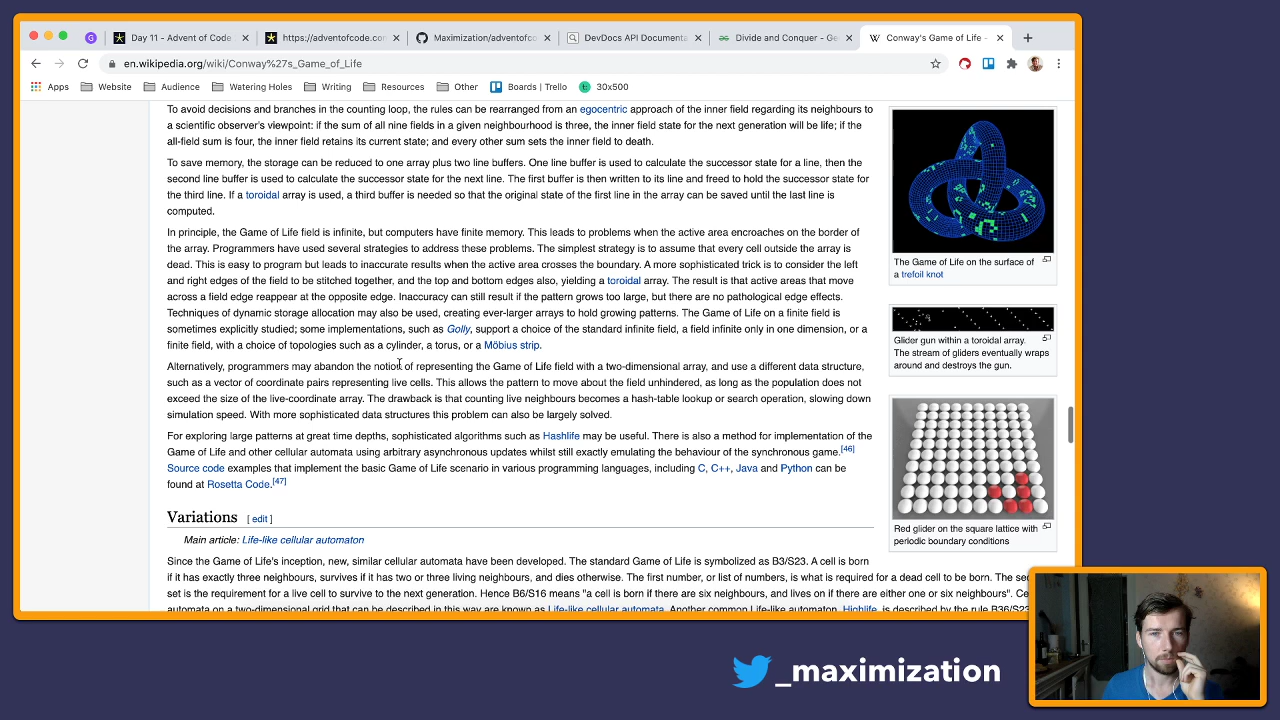 Day 11 - Advent of Code
https://adventofcode.com
Maximization/adventofc
DevDocs API Documenta
Divide and Conquer - Ge
Conway's Game of Life -
en.wikipedia.org/wiki/Conway%27s_Game_of_Life
Apps
Website
Audience
Watering Holes
Writing
Resources
Other
Boards | Trello
30x500
To avoid decisions and branches in the counting loop, the rules can be rearranged from an egocentric approach of the inner field regarding its neighbours to
a scientific observer's viewpoint: if the sum of all nine fields in a given neighbourhood is three, the inner field state for the next generation will be life; if the
all-field sum is four, the inner field retains its current state; and every other sum sets the inner field to death.
To save memory, the storage can be reduced to one array plus two line buffers. One line buffer is used to calculate the successor state for a line, then the
second line buffer is used to calculate the successor state for the next line. The first buffer is then written to its line and freed to hold the successor state for
the third line. If a toroidal array is used, a third buffer is needed so that the original state of the first line in the array can be saved until the last line is
computed.
In principle, the Game of Life field is infinite, but computers have finite memory. This leads to problems when the active area encroaches on the border of
the array. Programmers have used several strategies to address these problems. The simplest strategy is to assume that every cell outside the array is
dead. This is easy to program but leads to inaccurate results when the active area crosses the boundary. A more sophisticated trick is to consider the left
and right edges of the field to be stitched together, and the top and bottom edges also, yielding a toroidal array. The result is that active areas that move
across a field edge reappear at the opposite edge. Inaccuracy can still result if the pattern grows too large, but there are no pathological edge effects.
Techniques of dynamic storage allocation may also be used, creating ever-larger arrays to hold growing patterns. The Game of Life on a finite field is
sometimes explicitly studied; some implementations, such as Golly, support a choice of the standard infinite field, a field infinite only in one dimension, or a
finite field, with a choice of topologies such as a cylinder, a torus, or a Möbius strip.
Alternatively, programmers may abandon the notion of representing the Game of Life field with a two-dimensional array, and use a different data structure,
such as a vector of coordinate pairs representing live cells. This allows the pattern to move about the field unhindered, as long as the population does not
exceed the size of the live-coordinate array. The drawback is that counting live neighbours becomes a hash-table lookup or search operation, slowing down
simulation speed. With more sophisticated data structures this problem can also be largely solved.
For exploring large patterns at great time depths, sophisticated algorithms such as Hashlife may be useful. There is also a method for implementation of the
Game of Life and other cellular automata using arbitrary asynchronous updates whilst still exactly emulating the behaviour of the synchronous game.[46]
Source code examples that implement the basic Game of Life scenario in various programming languages, including C, C++, Java and Python can be
found at Rosetta Code.[47]
Variations [ edit ]
Main article: Life-like cellular automaton
Since the Game of Life's inception, new, similar cellular automata have been developed. The standard Game of Life is symbolized as B3/S23. A cell is born
if it has exactly three neighbours, survives if it has two or three living neighbours, and dies otherwise. The first number, or list of numbers, is what is required for a dead cell to be born. The se
set is the requirement for a live cell to survive to the next generation. Hence B6/S16 means "a cell is born if there are six neighbours, and lives on if there are either one or six neighbours". Ce
automata on a two-dimensional grid that can be described in this way are known as Life-like cellular automata. Another common Life-like automaton, Highlife, is described by the rule B36/S23
The Game of Life on the surface of
a trefoil knot
Glider gun within a toroidal array.
The stream of gliders eventually wraps
around and destroys the gun.
Red glider on the square lattice with
periodic boundary conditions
_maximization